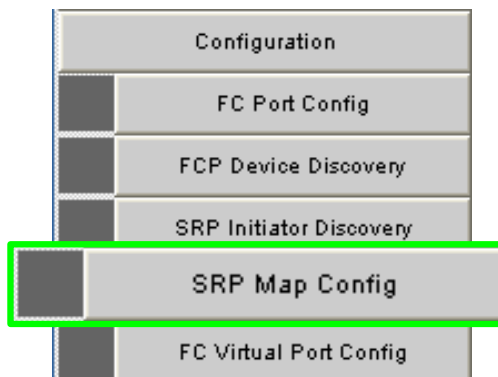 Configuration
FC Port Config
FCP Device Discovery
SRP Initiator Discovery
SRP Map Config
FC Virtual Port Config